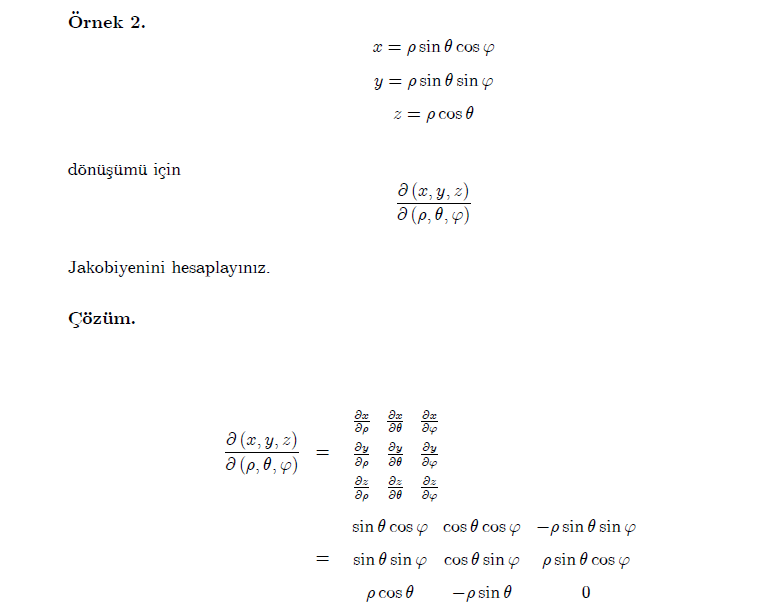 Örnek 2.
x = ρ sin θ cos φ
y = ρ sin θ sin φ
z = ρ cos θ
dönüşümü için
∂ (x, y, z) / ∂ (ρ, θ, φ)
Jakobiyenini hesaplayınız.
Çözüm.
∂ (x, y, z) / ∂ (ρ, θ, φ) = ∂x/∂ρ ∂x/∂θ ∂x/∂φ
∂y/∂ρ ∂y/∂θ ∂y/∂φ
∂z/∂ρ ∂z/∂θ ∂z/∂φ
sin θ cos φ cos θ cos φ −ρ sin θ sin φ
= sin θ sin φ cos θ sin φ ρ sin θ cos φ
ρ cos θ −ρ sin θ 0